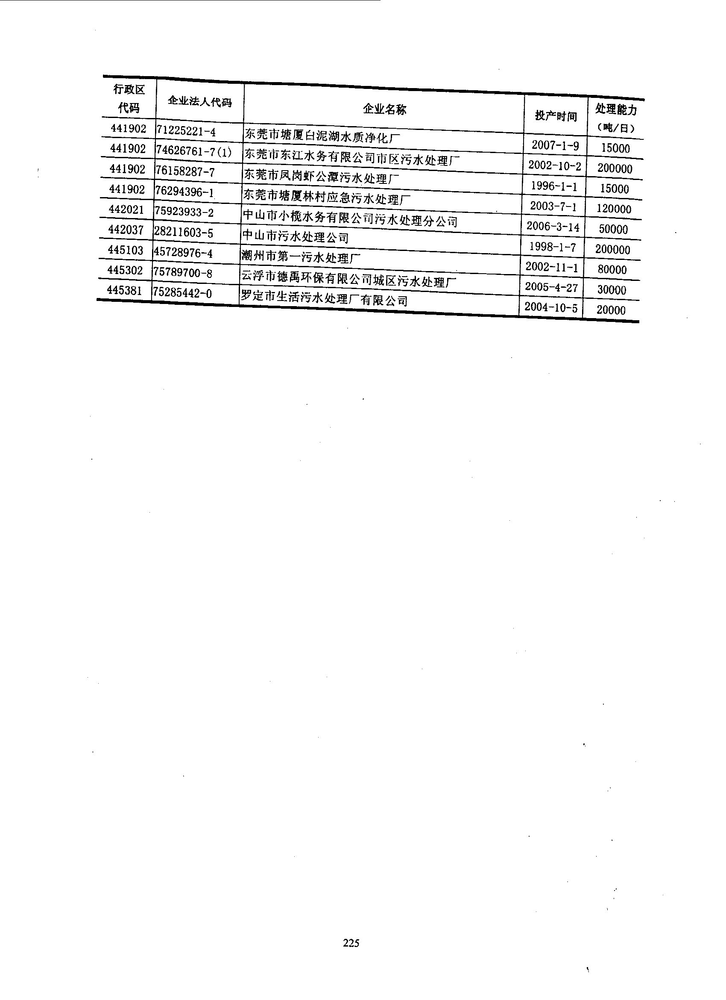 行政区代码 企业法人代码 企业名称 投产时间 处理能力（吨/日）
441902 71225221-4 东莞市塘厦白泥湖水质净化厂 2007-1-9 15000
441902 74626761-7(1) 东莞市东江水务有限公司市区污水处理厂 2002-10-2 200000
441902 76158287-7 东莞市凤岗虾公潭污水处理厂 1996-1-1 15000
441902 76294396-1 东莞市塘厦林村应急污水处理厂 2003-7-1 120000
442021 75923933-2 中山市小榄水务有限公司污水处理分公司 2006-3-14 50000
442037 28211603-5 中山市污水处理公司 1998-1-7 200000
445103 45728976-4 潮州市第一污水处理厂 2002-11-1 80000
445302 75789700-8 云浮市德禹环保有限公司城区污水处理厂 2005-4-27 30000
445381 75285442-0 罗定市生活污水处理厂有限公司 2004-10-5 20000
225